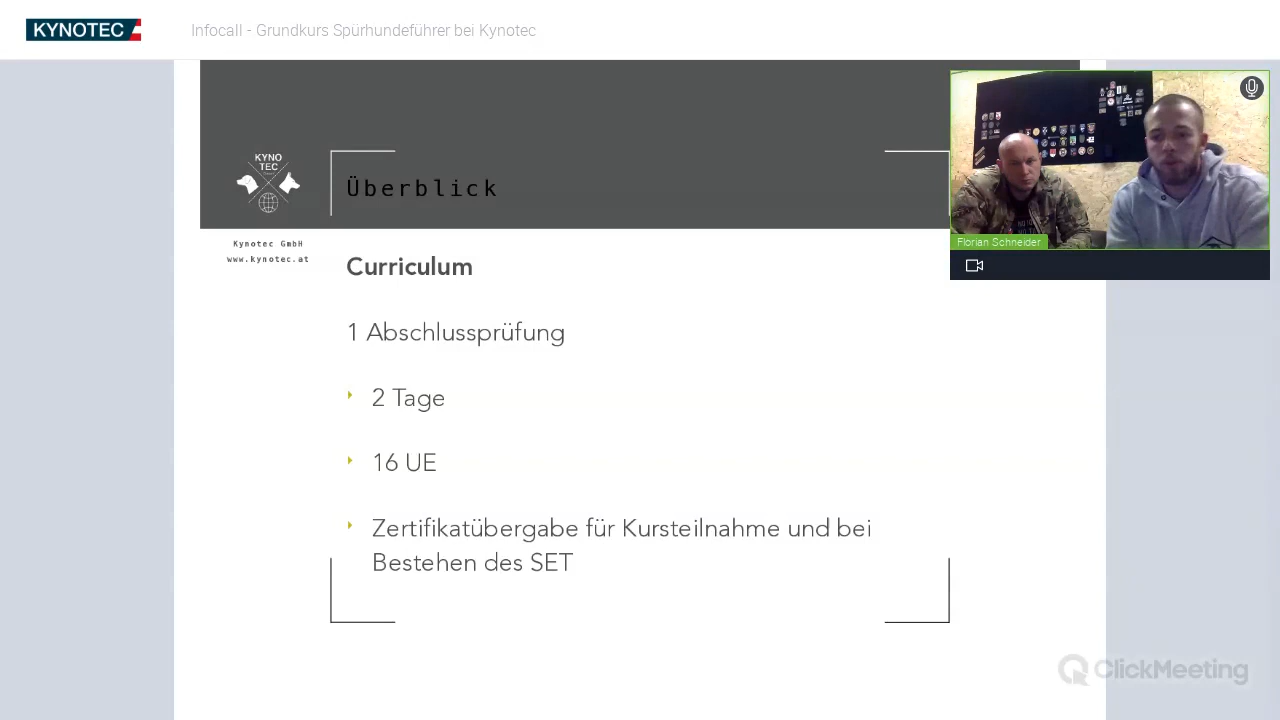 KYNOTEC
Infocall - Grundkurs Spürhundeführer bei Kynotec
KYNO
TEC
Überblick
Kynotec GmbH
www.kynotec.at
Curriculum
1 Abschlussprüfung
2 Tage
16 UE
Zertifikatübergabe für Kursteilnahme und bei
Bestehen des SET
Florian Schneider
ClickMeeting